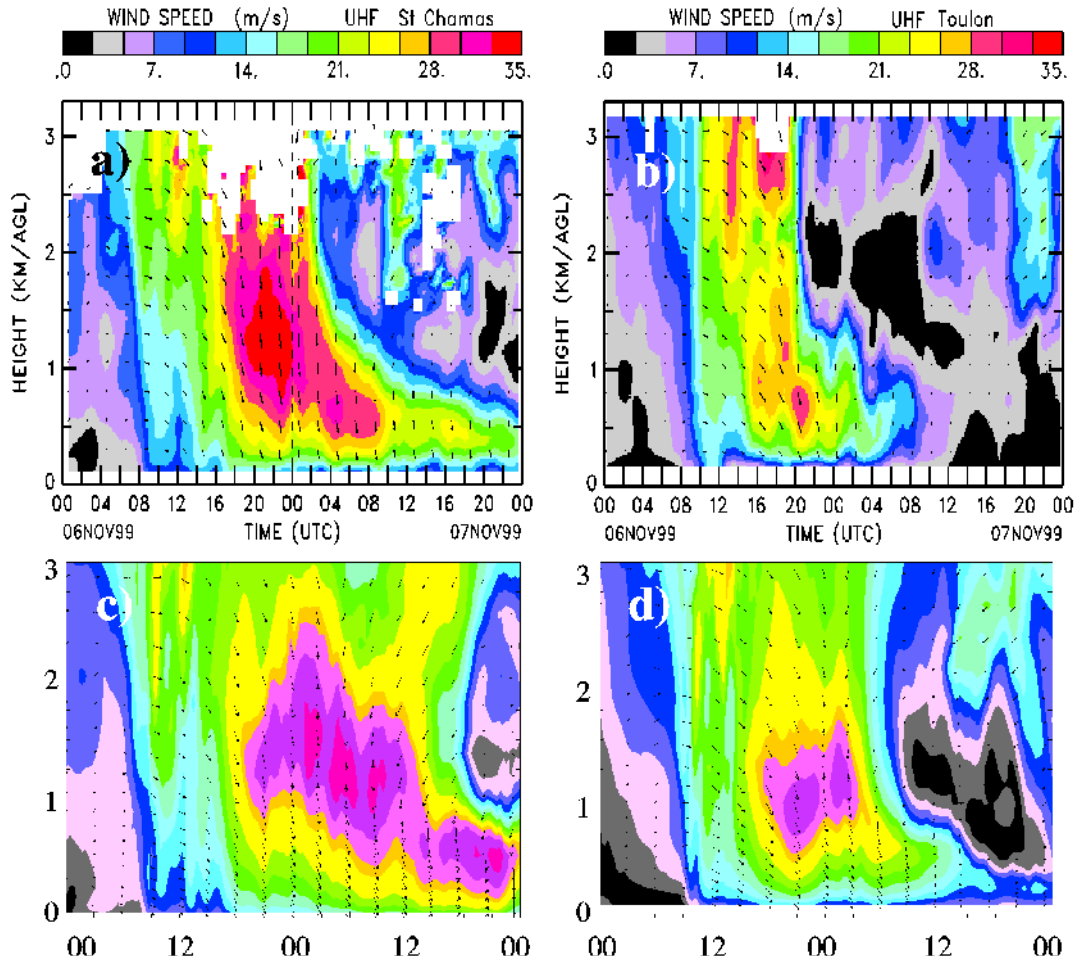 WIND SPEED (m/s) UHF St Chamas
.0 7. 14. 21. 28. 35.
WIND SPEED (m/s) UHF Toulon
.0 7. 14. 21. 28. 35.
a)
HEIGHT (KM/AGL)
3
2
1
0
00 04 08 12 16 20 00 04 08 12 16 20 00
06NOV99 TIME (UTC) 07NOV99
b)
HEIGHT (KM/AGL)
3
2
1
0
00 04 08 12 16 20 00 04 08 12 16 20 00
06NOV99 TIME (UTC) 07NOV99
c)
3
2
1
0
00 12 00 12 00
d)
3
2
1
0
00 12 00 12 00